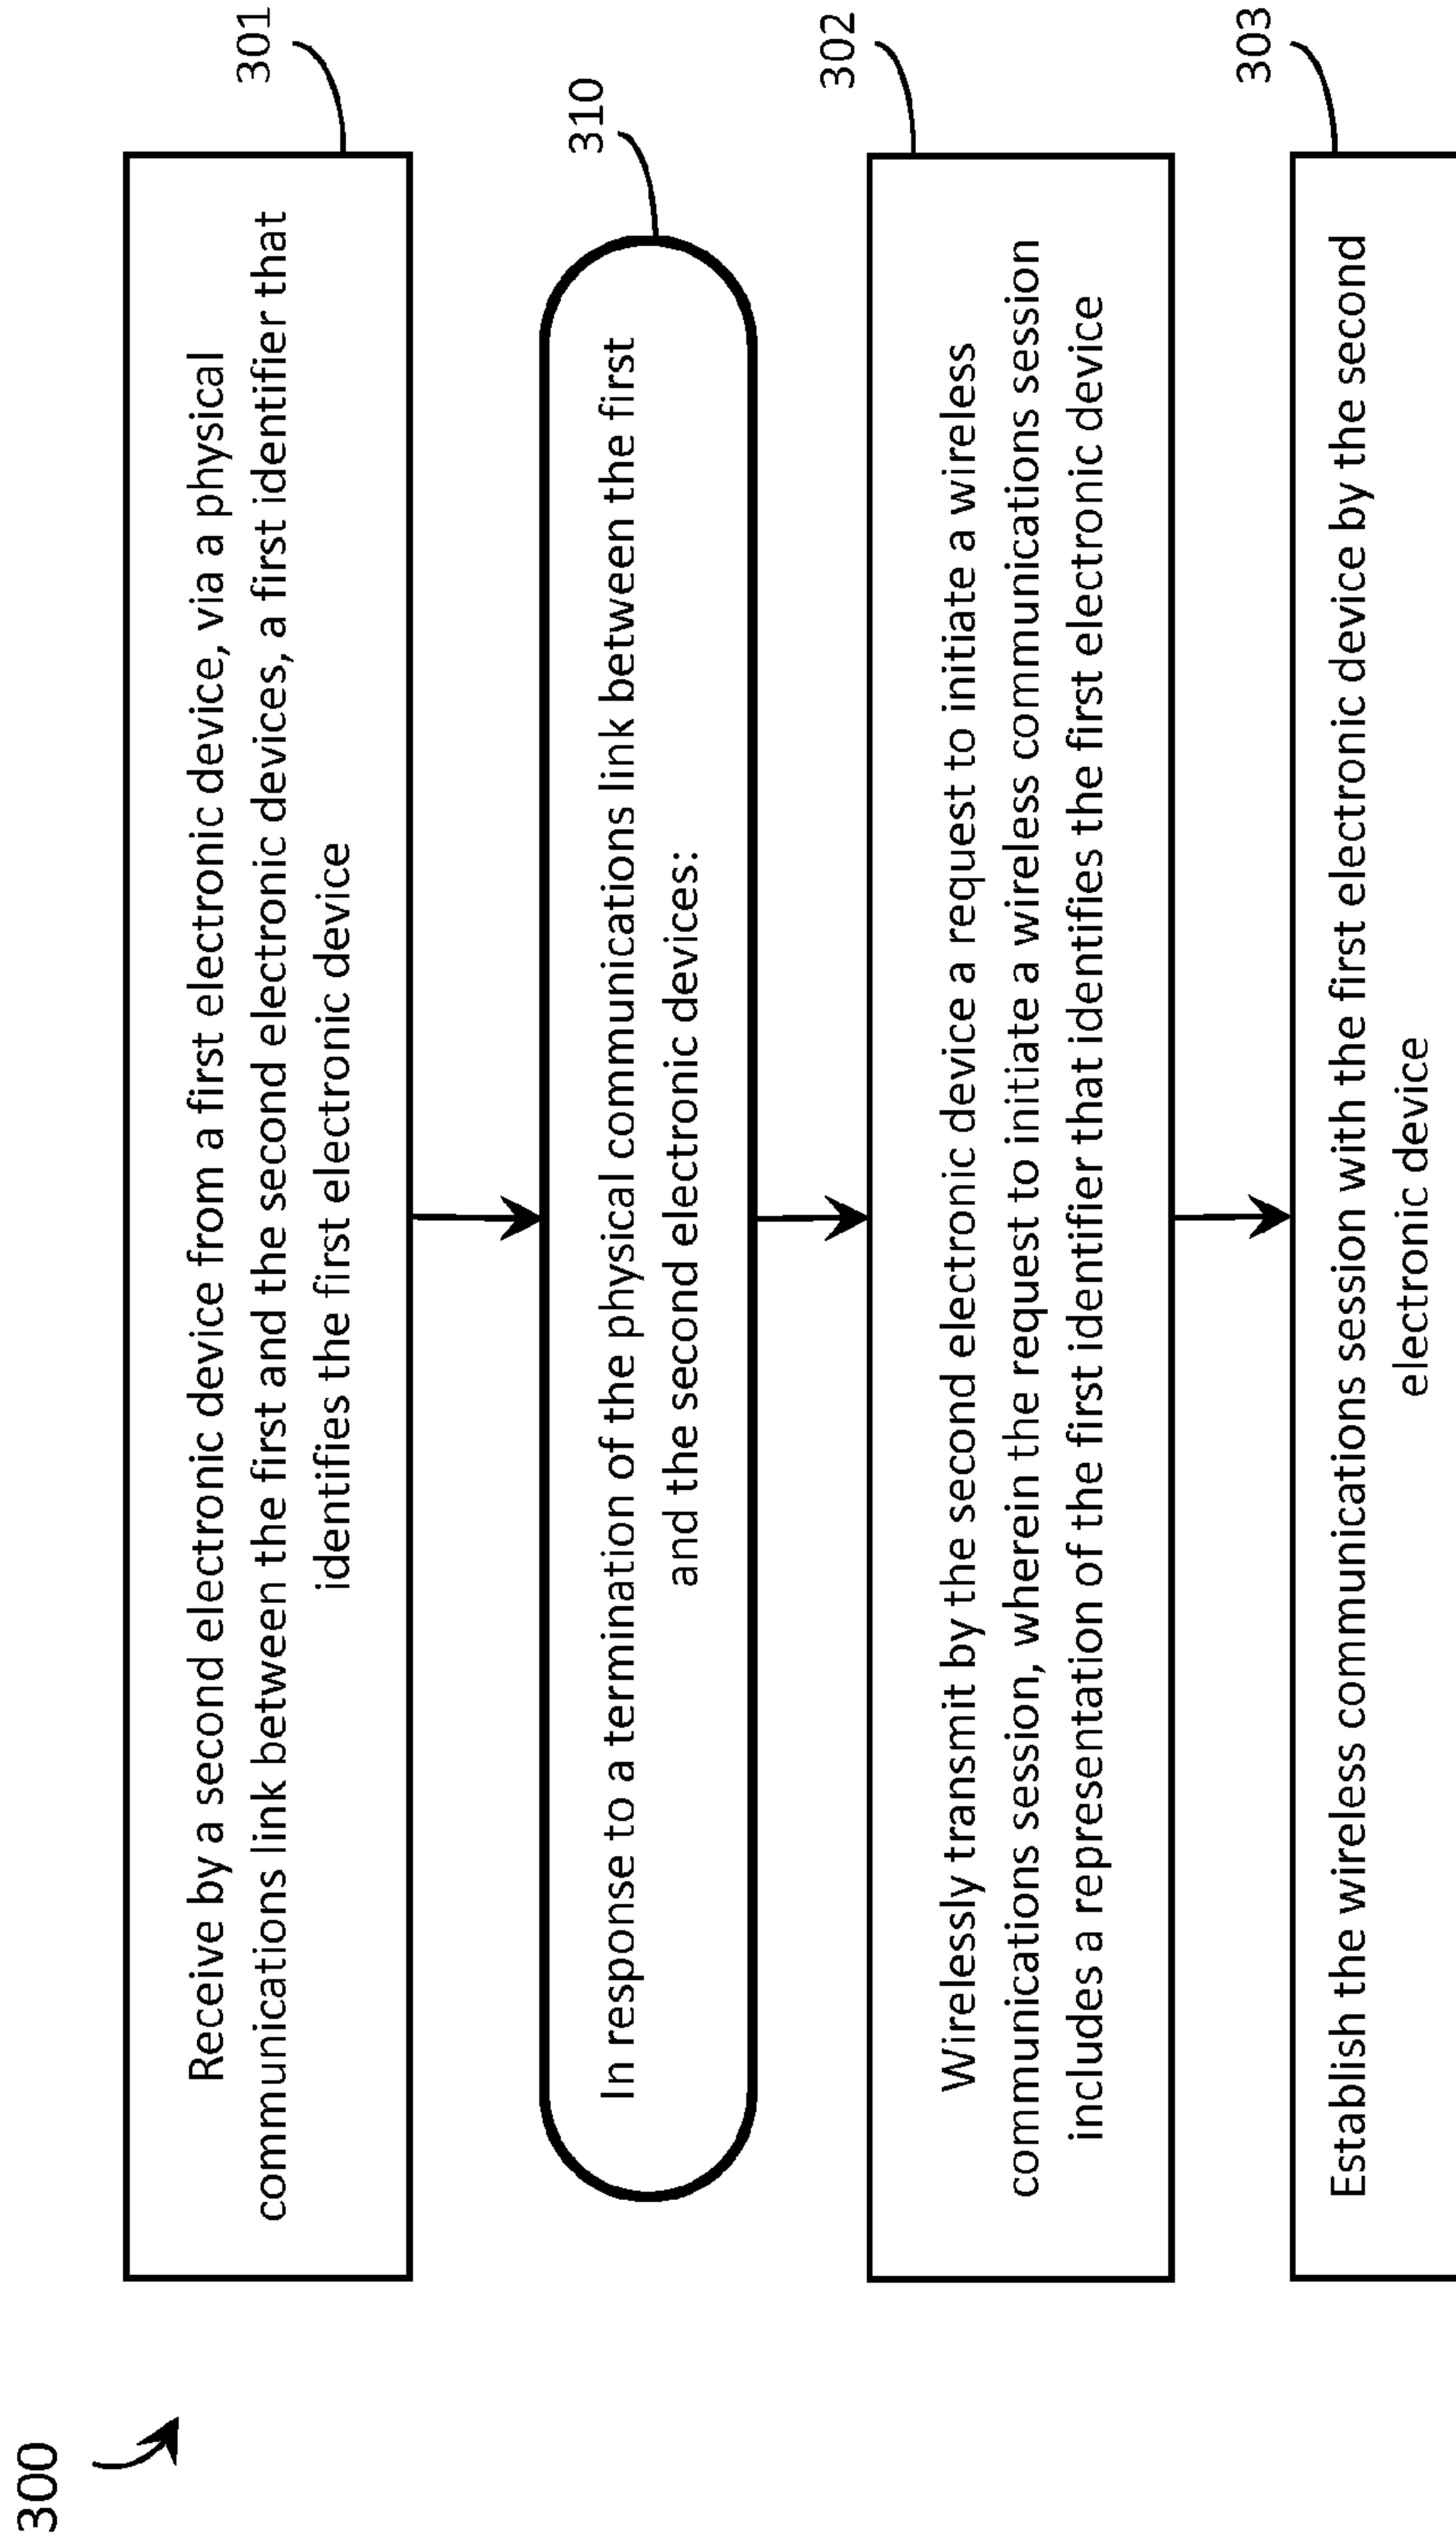 300
301
Receive by a second electronic device from a first electronic device, via a physical
communications link between the first and the second electronic devices, a first identifier that
identifies the first electronic device
310
In response to a termination of the physical communications link between the first
and the second electronic devices:
302
Wirelessly transmit by the second electronic device a request to initiate a wireless
communications session, wherein the request to initiate a wireless communications session
includes a representation of the first identifier that identifies the first electronic device
303
Establish the wireless communications session with the first electronic device by the second
electronic device